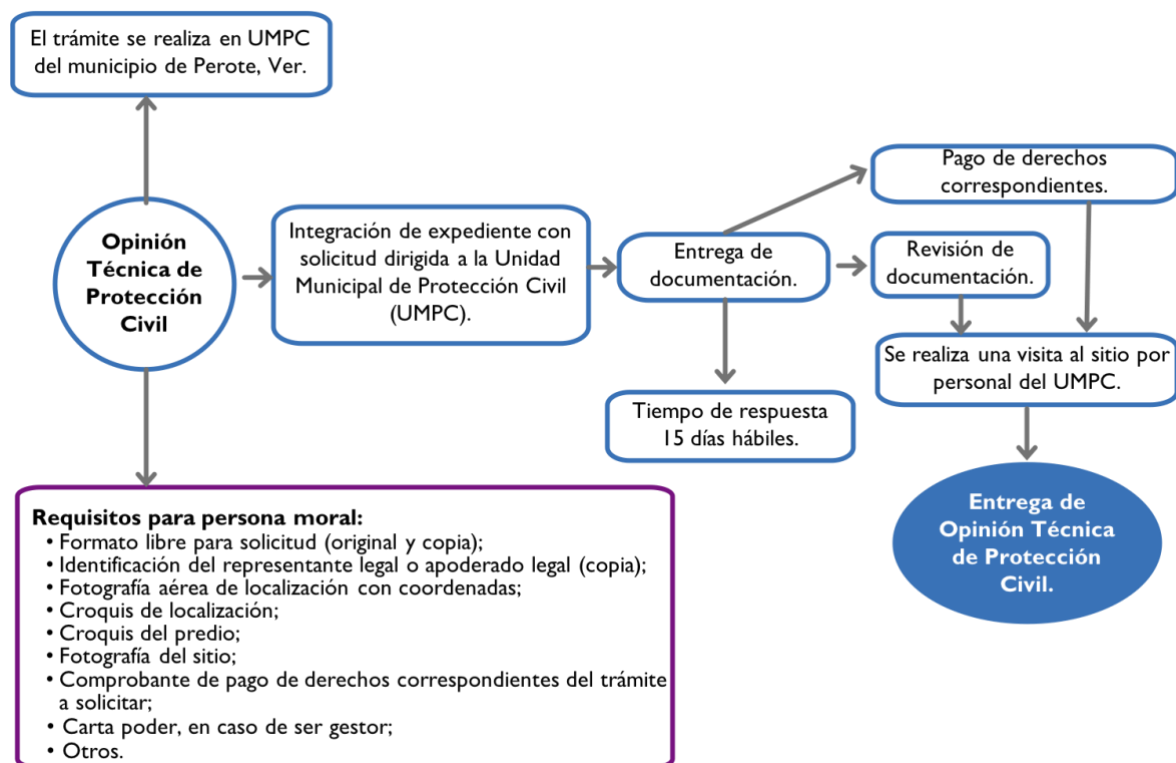 El trámite se realiza en UMPC
del municipio de Perote, Ver.
Opinión
Técnica de
Protección
Civil
Integración de expediente con
solicitud dirigida a la Unidad
Municipal de Protección Civil
(UMPC).
Entrega de
documentación.
Pago de derechos
correspondientes.
Revisión de
documentación.
Se realiza una visita al sitio por
personal del UMPC.
Tiempo de respuesta
15 días hábiles.
Entrega de
Opinión Técnica
de Protección
Civil.
Requisitos para persona moral:
• Formato libre para solicitud (original y copia);
• Identificación del representante legal o apoderado legal (copia);
• Fotografía aérea de localización con coordenadas;
• Croquis de localización;
• Croquis del predio;
• Fotografía del sitio;
• Comprobante de pago de derechos correspondientes del trámite
a solicitar;
• Carta poder, en caso de ser gestor;
• Otros.